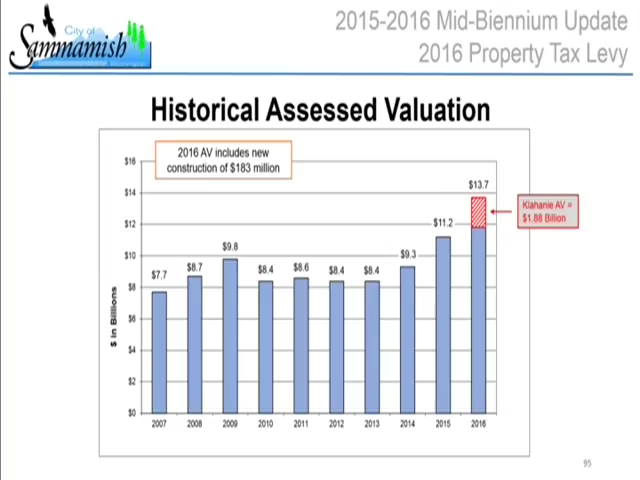 City of
Sammamish
2015-2016 Mid-Biennium Update
2016 Property Tax Levy
Historical Assessed Valuation
2016 AV includes new
construction of $183 million
$16
$14
$12
$10
$8
$6
$4
$2
$0
$ in Billions
$7.7
$8.7
$9.8
$8.4
$8.6
$8.4
$8.4
$9.3
$11.2
$13.7
Klahanie AV =
$1.88 Billion
2007 2008 2009 2010 2011 2012 2013 2014 2015 2016
95